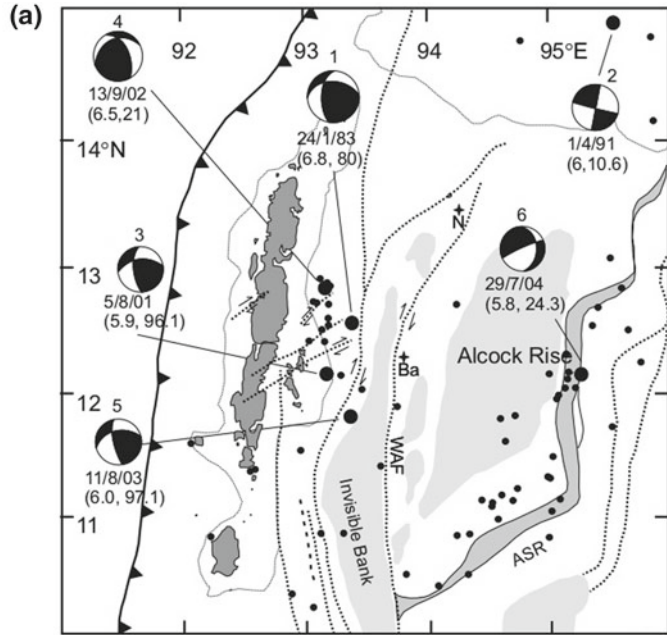 (a)
4
92
93
94
95°E
1
2
13/9/02
(6.5,21)
24/1/83
(6.8, 80)
1/4/91
(6,10.6)
14°N
N
3
6
13
5/8/01
(5.9, 96.1)
29/7/04
(5.8, 24.3)
Alcock Rise
Ba
12
5
11/8/03
(6.0, 97.1)
WAF
Invisible Bank
11
ASR